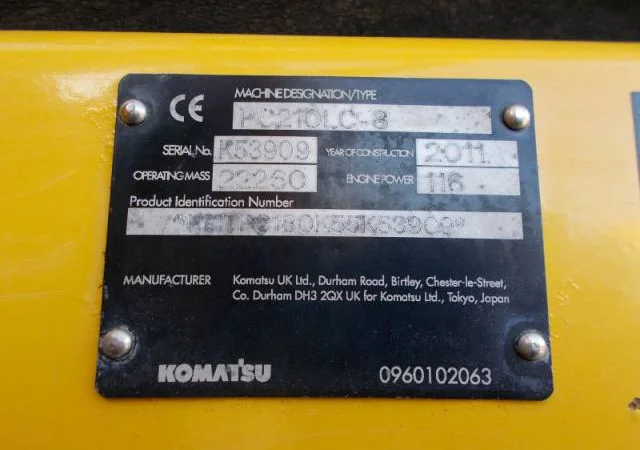 CE MACHINE DESIGNATION/TYPE
PC210LC-8
SERIAL No. K53909 YEAR OF CONSTRUCTION 2011
OPERATING MASS 22260 ENGINE POWER 116
Product Identification Number
MANUFACTURER Komatsu UK Ltd., Durham Road, Birtley, Chester-le-Street,
Co. Durham DH3 2QX UK for Komatsu Ltd., Tokyo, Japan
KOMATSU 0960102063